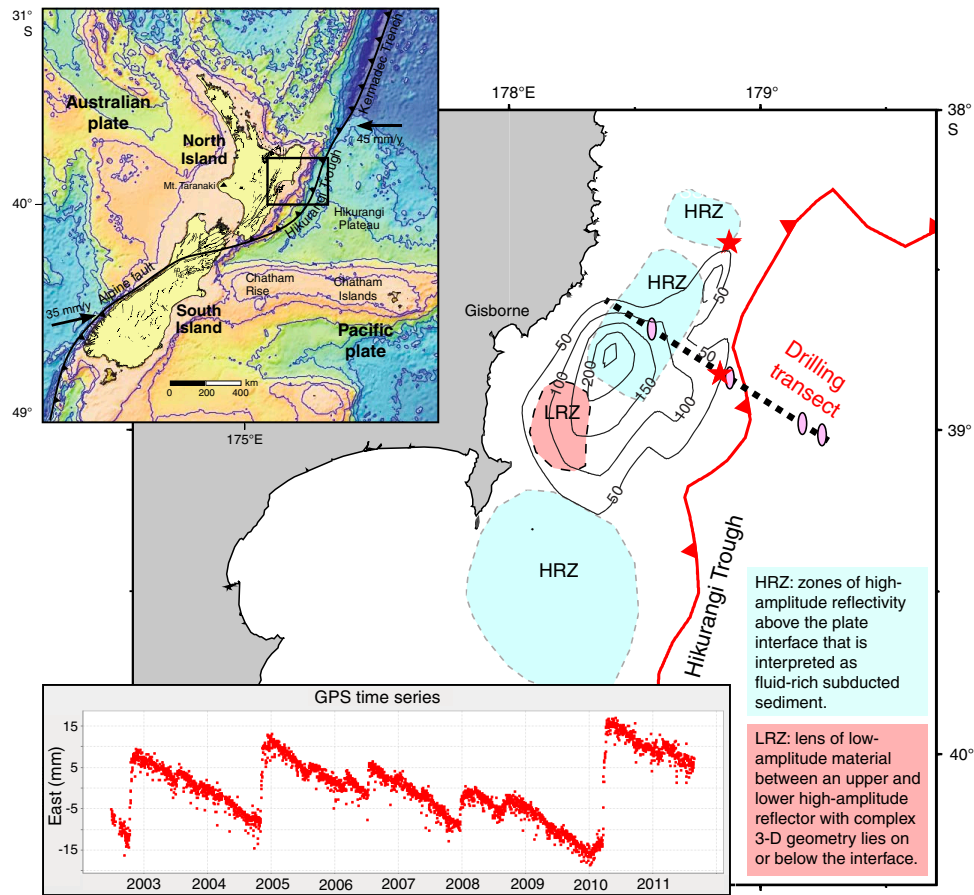 31°
S
Australian
plate
North
Island
Mt. Taranaki
Kermadec Trench
45 mm/y
40°
Hikurangi Trough
Hikurangi
Plateau
Alpine fault
Chatham
Rise
Chatham
Islands
35 mm/y
South
Island
Pacific
plate
0 200 400
km
49°
175°E
178°E
179°E
38°
S
HRZ
HRZ
50
Gisborne
50
50
100
200
150
100
LRZ
50
Drilling
transect
39°
HRZ
Hikurangi Trough
HRZ: zones of high-
amplitude reflectivity
above the plate
interface that is
interpreted as
fluid-rich subducted
sediment.
LRZ: lens of low-
amplitude material
between an upper and
lower high-amplitude
reflector with complex
3-D geometry lies on
or below the interface.
40°
GPS time series
East (mm)
15
5
-5
-15
2003 2004 2005 2006 2007 2008 2009 2010 2011